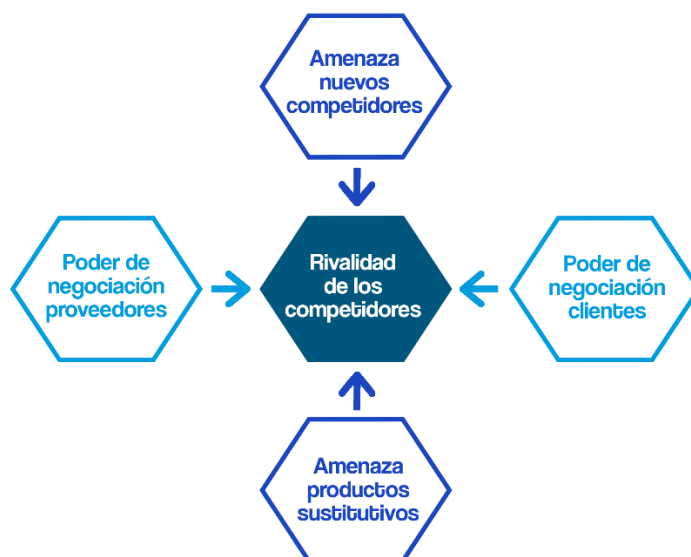 Amenaza
nuevos
competidores
Poder de
negociación
proveedores
Rivalidad
de los
competidores
Poder de
negociación
clientes
Amenaza
productos
sustitutivos